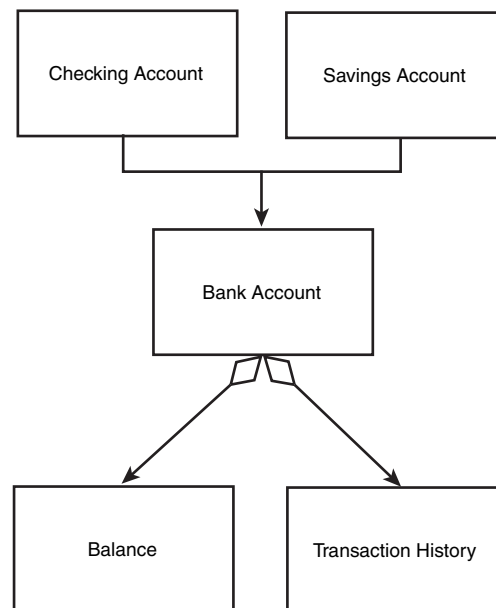 Checking Account
Savings Account
Bank Account
Balance
Transaction History